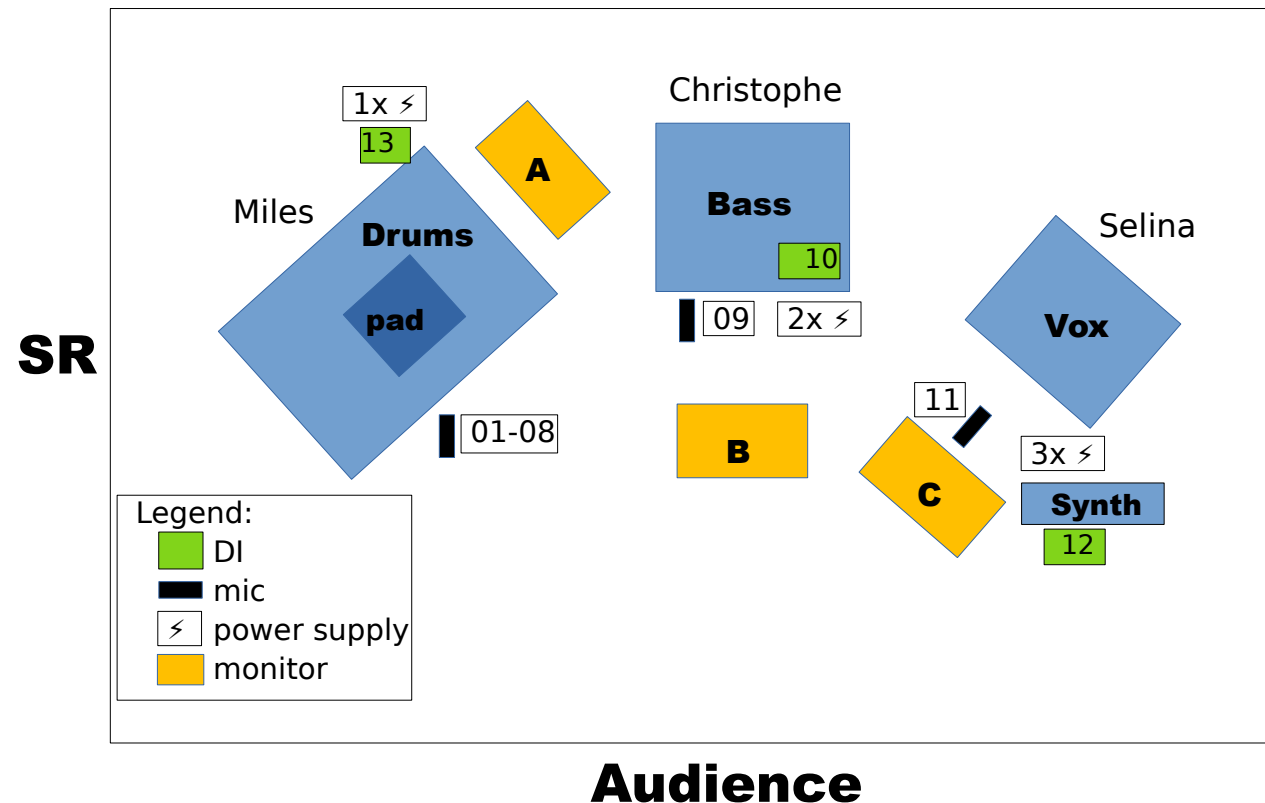 Christophe
1x ⚡
13
A
Miles
Drums
Bass
Selina
10
pad
09
2x ⚡
Vox
SR
11
01-08
B
3x ⚡
C
Synth
12
Legend:
DI
mic
⚡ power supply
monitor
Audience